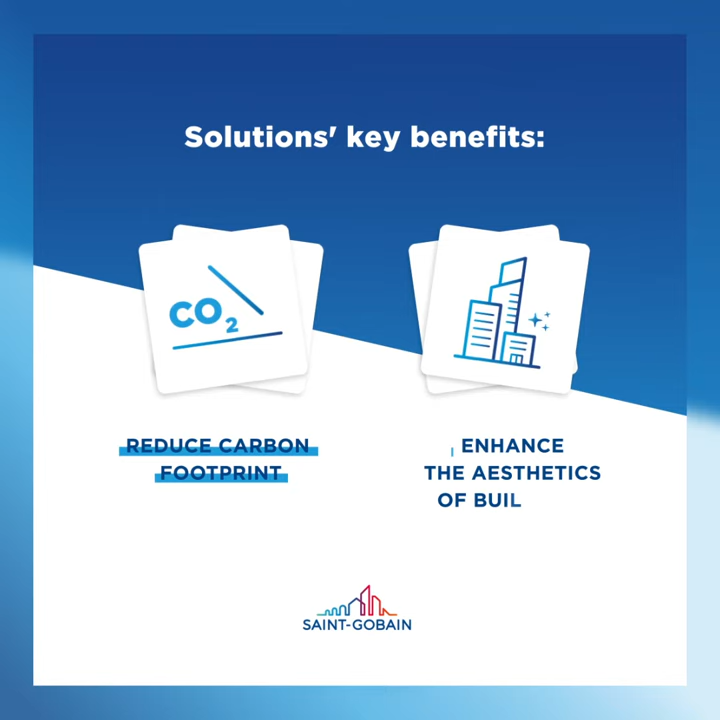 Solutions' key benefits:
CO2
REDUCE CARBON
FOOTPRINT
ENHANCE
THE AESTHETICS
OF BUIL
SAINT-GOBAIN